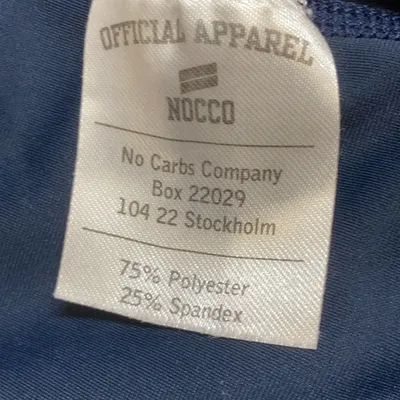 OFFICIAL APPAREL
NOCCO
No Carbs Company
Box 22029
104 22 Stockholm
75% Polyester
25% Spandex